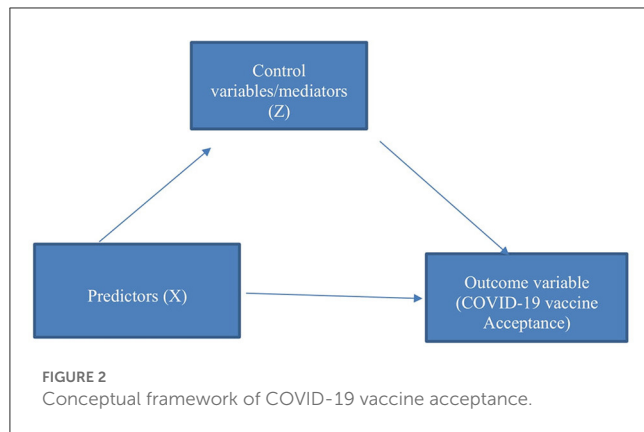 Control
variables/mediators
(Z)
Predictors (X)
Outcome variable
(COVID-19 vaccine
Acceptance)
FIGURE 2
Conceptual framework of COVID-19 vaccine acceptance.